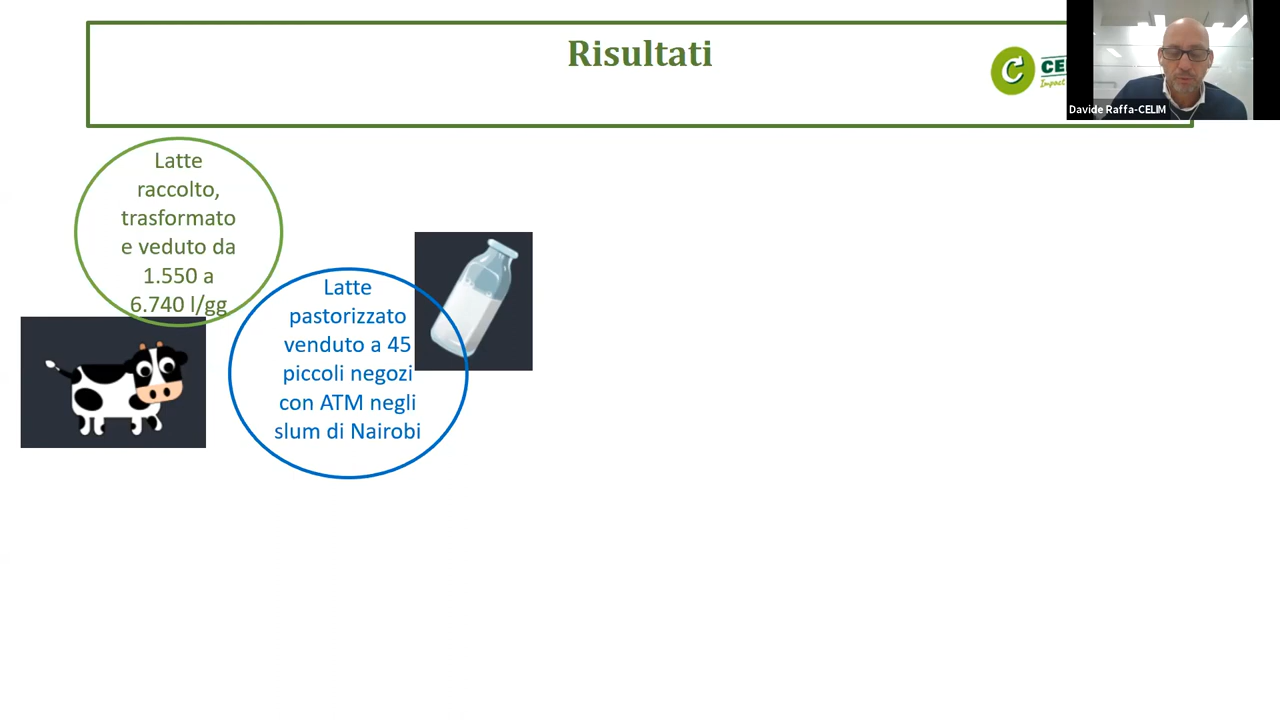 Risultati
Davide Raffa-CELIM
Latte
raccolto,
trasformato
e veduto da
1.550 a
6.740 l/gg
Latte
pastorizzato
venduto a 45
piccoli negozi
con ATM negli
slum di Nairobi